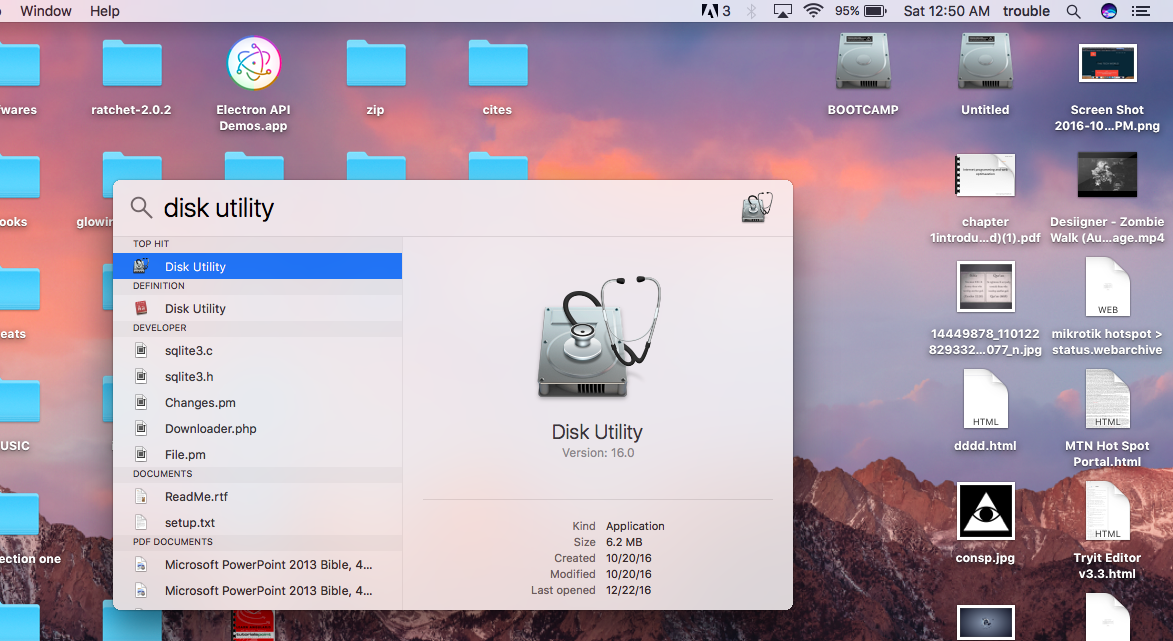 Window Help 3 95% Sat 12:50 AM trouble
wares
ratchet-2.0.2
Electron API
Demos.app
zip
cites
BOOTCAMP
Untitled
Screen Shot
2016-10...PM.png
ooks
glowin
chapter
1introdu...d)(1).pdf
Desiigner - Zombie
Walk (Au...age.mp4
disk utility
TOP HIT
Disk Utility
DEFINITION
Disk Utility
DEVELOPER
sqlite3.c
sqlite3.h
Changes.pm
Downloader.php
File.pm
DOCUMENTS
ReadMe.rtf
setup.txt
PDF DOCUMENTS
Microsoft PowerPoint 2013 Bible, 4...
Microsoft PowerPoint 2013 Bible, 4...
Disk Utility
Version: 16.0
Kind Application
Size 6.2 MB
Created 10/20/16
Modified 10/20/16
Last opened 12/22/16
eats
14449878_110122
829332...077_n.jpg
WEB
mikrotik hotspot >
status.webarchive
USIC
HTML
dddd.html
HTML
MTN Hot Spot
Portal.html
ection one
consp.jpg
HTML
Tryit Editor
v3.3.html